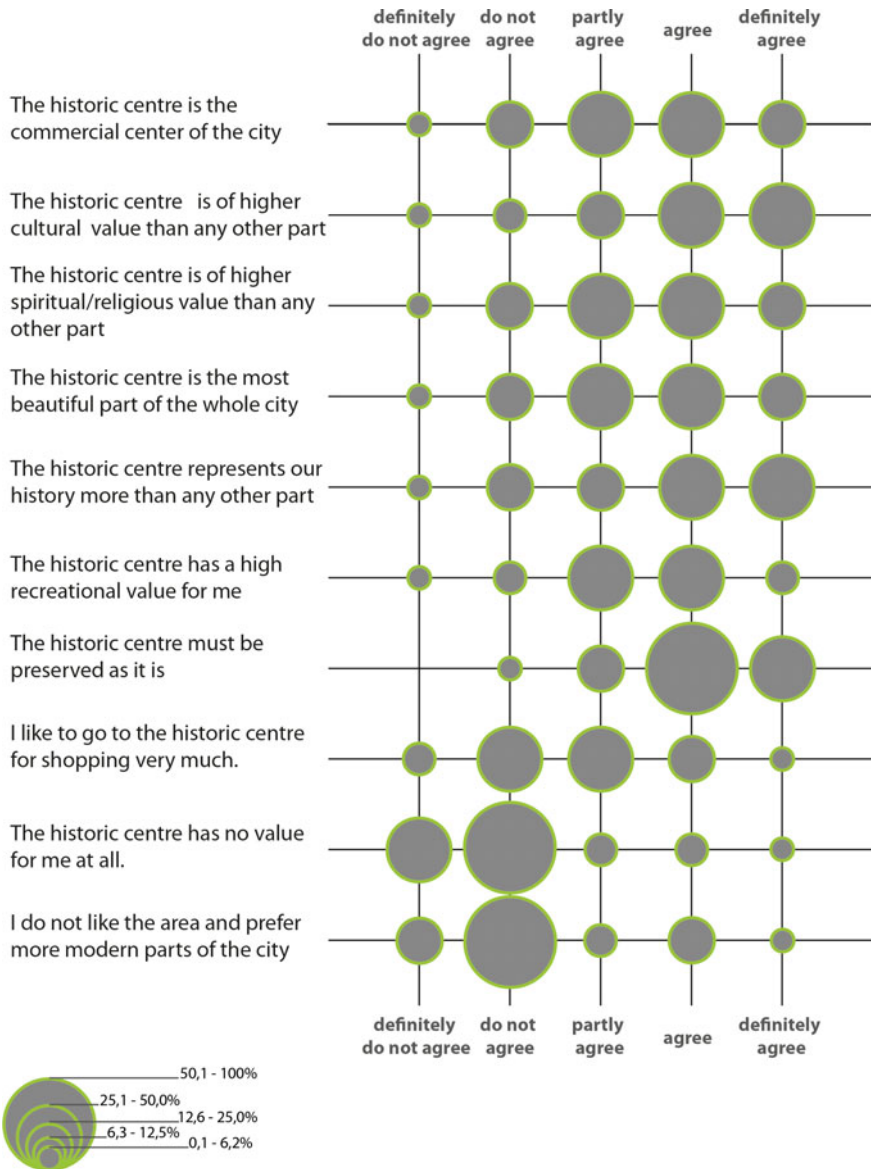 definitely do not agree
do not agree
partly agree
agree
definitely agree
The historic centre is the
commercial center of the city
The historic centre is of higher
cultural value than any other part
The historic centre is of higher
spiritual/religious value than any
other part
The historic centre is the most
beautiful part of the whole city
The historic centre represents our
history more than any other part
The historic centre has a high
recreational value for me
The historic centre must be
preserved as it is
I like to go to the historic centre
for shopping very much.
The historic centre has no value
for me at all.
I do not like the area and prefer
more modern parts of the city
definitely do not agree
do not agree
partly agree
agree
definitely agree
50,1 - 100%
25,1 - 50,0%
12,6 - 25,0%
6,3 - 12,5%
0,1 - 6,2%